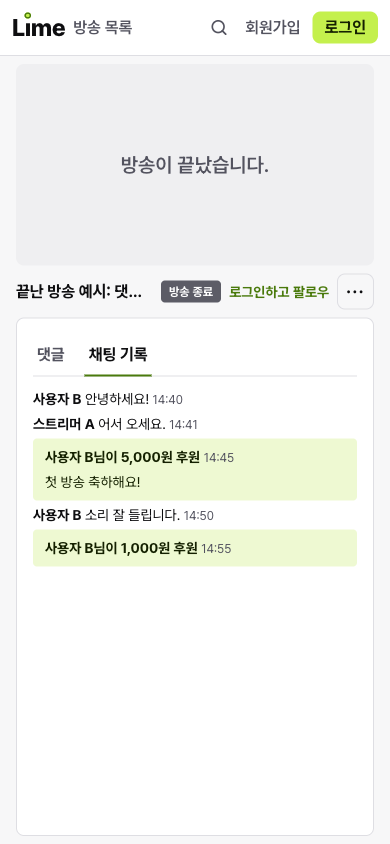 Lime 방송 목록 회원가입 로그인
방송이 끝났습니다.
끝난 방송 예시: 댓... 방송 종료 로그인하고 팔로우
댓글 채팅 기록
사용자 B 안녕하세요! 14:40
스트리머 A 어서 오세요. 14:41
사용자 B님이 5,000원 후원 14:45
첫 방송 축하해요!
사용자 B 소리 잘 들립니다. 14:50
사용자 B님이 1,000원 후원 14:55